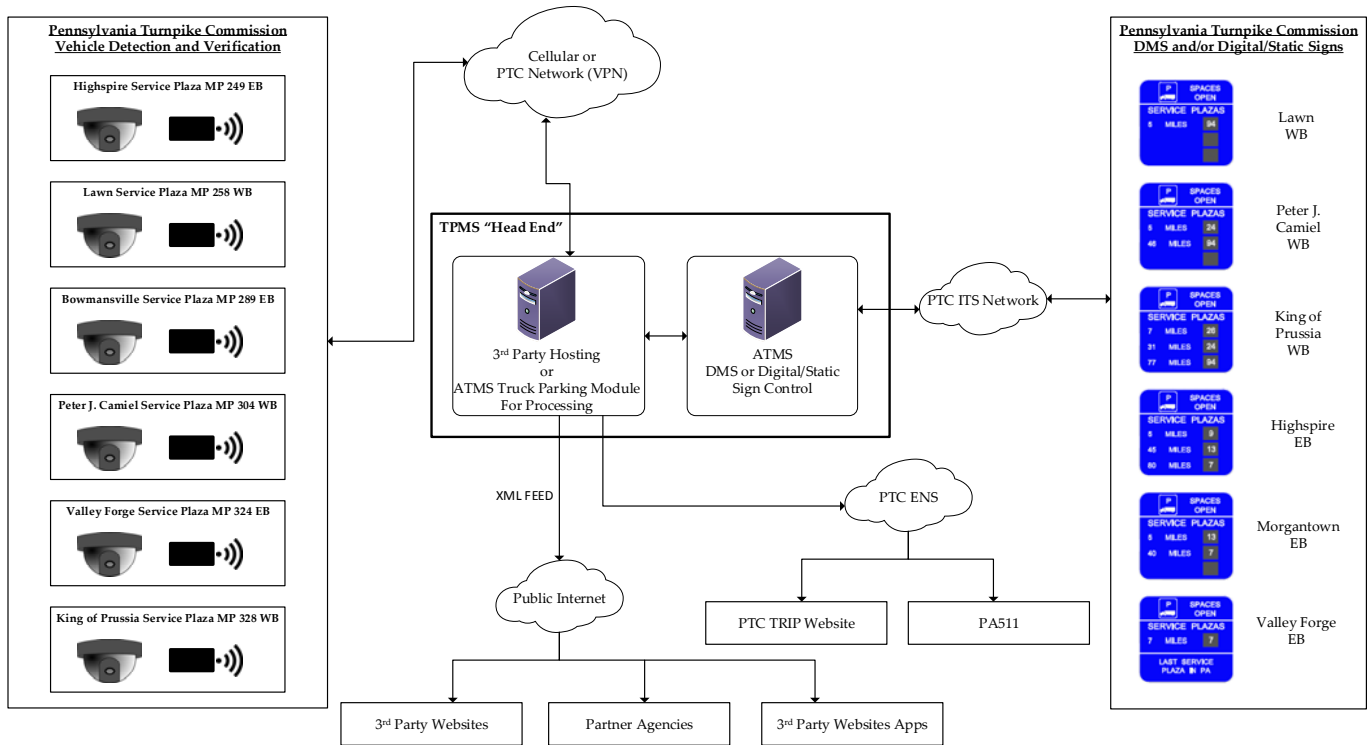 Pennsylvania Turnpike Commission
Vehicle Detection and Verification
Highspire Service Plaza MP 249 EB
Lawn Service Plaza MP 258 WB
Bowmansville Service Plaza MP 289 EB
Peter J. Camiel Service Plaza MP 304 WB
Valley Forge Service Plaza MP 324 EB
King of Prussia Service Plaza MP 328 WB
Cellular or
PTC Network (VPN)
TPMS “Head End”
3rd Party Hosting
or
ATMS Truck Parking Module
For Processing
ATMS
DMS or Digital/Static
Sign Control
PTC ITS Network
XML FEED
PTC ENS
Public Internet
PTC TRIP Website
PA511
3rd Party Websites
Partner Agencies
3rd Party Websites Apps
Pennsylvania Turnpike Commission
DMS and/or Digital/Static Signs
P SPACES
OPEN
SERVICE PLAZAS
5 MILES 94
Lawn
WB
P SPACES
OPEN
SERVICE PLAZAS
5 MILES 24
46 MILES 94
Peter J.
Camiel
WB
P SPACES
OPEN
SERVICE PLAZAS
7 MILES 26
31 MILES 24
77 MILES 94
King of
Prussia
WB
P SPACES
OPEN
SERVICE PLAZAS
5 MILES 9
45 MILES 13
80 MILES 7
Highspire
EB
P SPACES
OPEN
SERVICE PLAZAS
5 MILES 13
40 MILES 7
Morgantown
EB
P SPACES
OPEN
SERVICE PLAZAS
7 MILES 7
LAST SERVICE
PLAZA IN PA
Valley Forge
EB